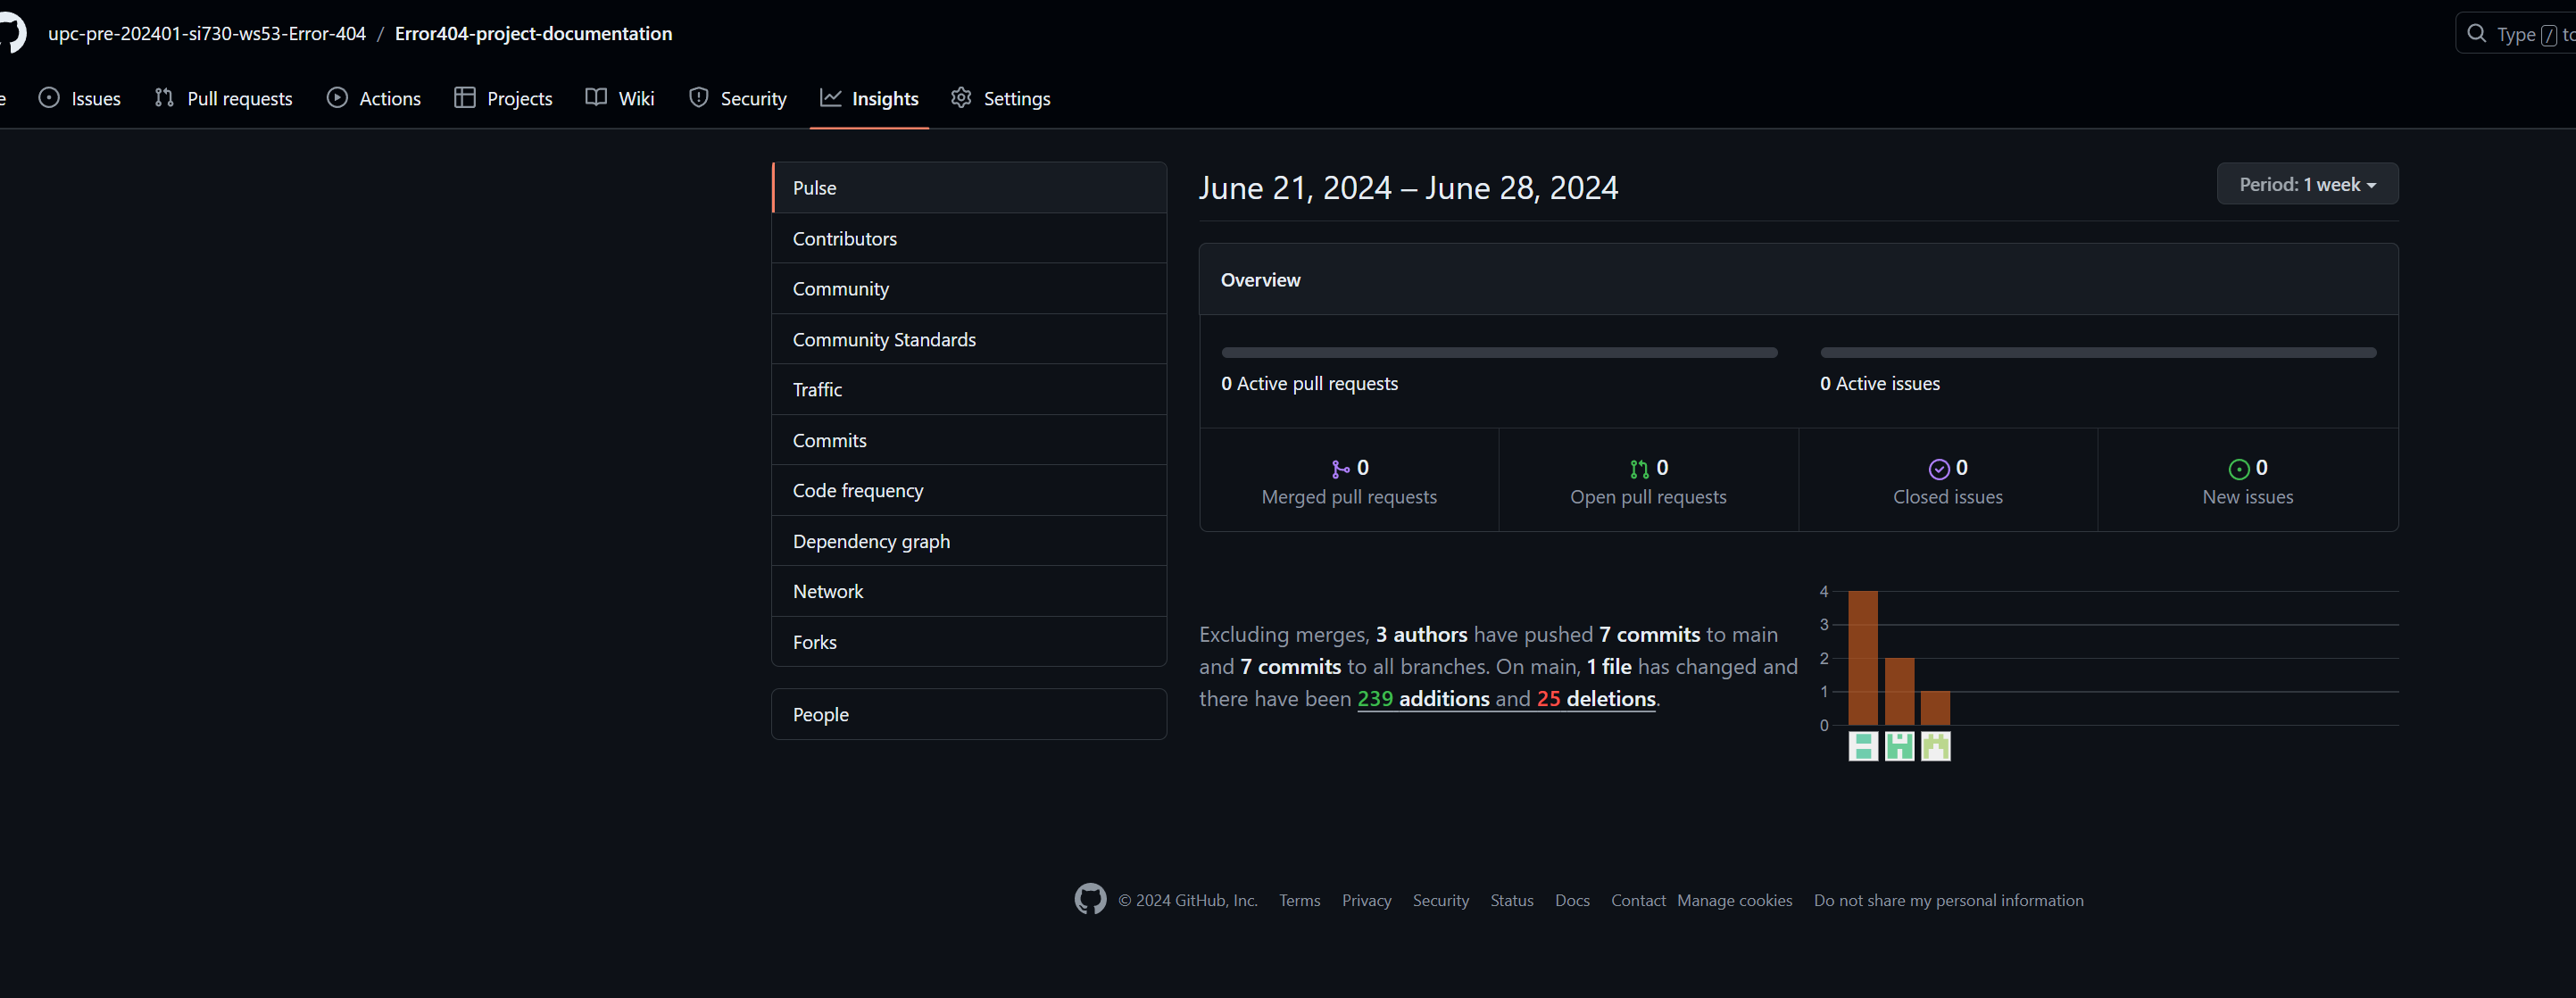 upc-pre-202401-si730-ws53-Error-404 / Error404-project-documentation
Type / to
Issues Pull requests Actions Projects Wiki Security Insights Settings
Pulse
Contributors
Community
Community Standards
Traffic
Commits
Code frequency
Dependency graph
Network
Forks
People
June 21, 2024 – June 28, 2024
Period: 1 week
Overview
0 Active pull requests
0 Active issues
0
Merged pull requests
0
Open pull requests
0
Closed issues
0
New issues
Excluding merges, 3 authors have pushed 7 commits to main
and 7 commits to all branches. On main, 1 file has changed and
there have been 239 additions and 25 deletions.
4
3
2
1
0
© 2024 GitHub, Inc. Terms Privacy Security Status Docs Contact Manage cookies Do not share my personal information